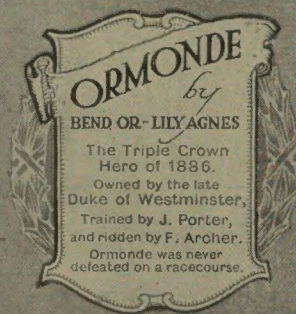 ORMONDE
by
BEND OR-LILY AGNES
The Triple Crown
Hero of 1886.
Owned by the late
Duke of Westminster,
Trained by J. Porter,
and ridden by F. Archer.
Ormonde was never
defeated on a racecourse.